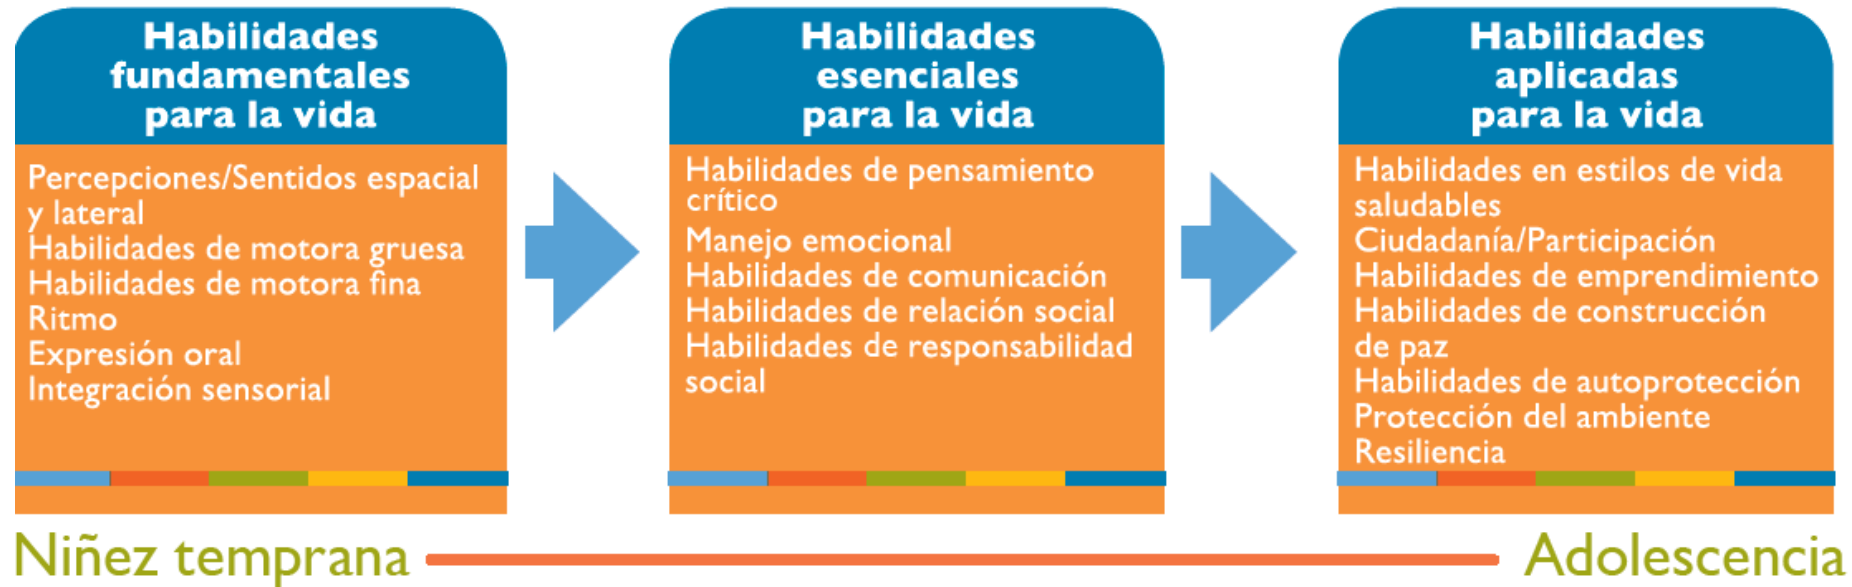 Habilidades
fundamentales
para la vida
Percepciones/Sentidos espacial
y lateral
Habilidades de motora gruesa
Habilidades de motora fina
Ritmo
Expresión oral
Integración sensorial
Habilidades
esenciales
para la vida
Habilidades de pensamiento
crítico
Manejo emocional
Habilidades de comunicación
Habilidades de relación social
Habilidades de responsabilidad
social
Habilidades
aplicadas
para la vida
Habilidades en estilos de vida
saludables
Ciudadanía/Participación
Habilidades de emprendimiento
Habilidades de construcción
de paz
Habilidades de autoprotección
Protección del ambiente
Resiliencia
Niñez temprana
Adolescencia